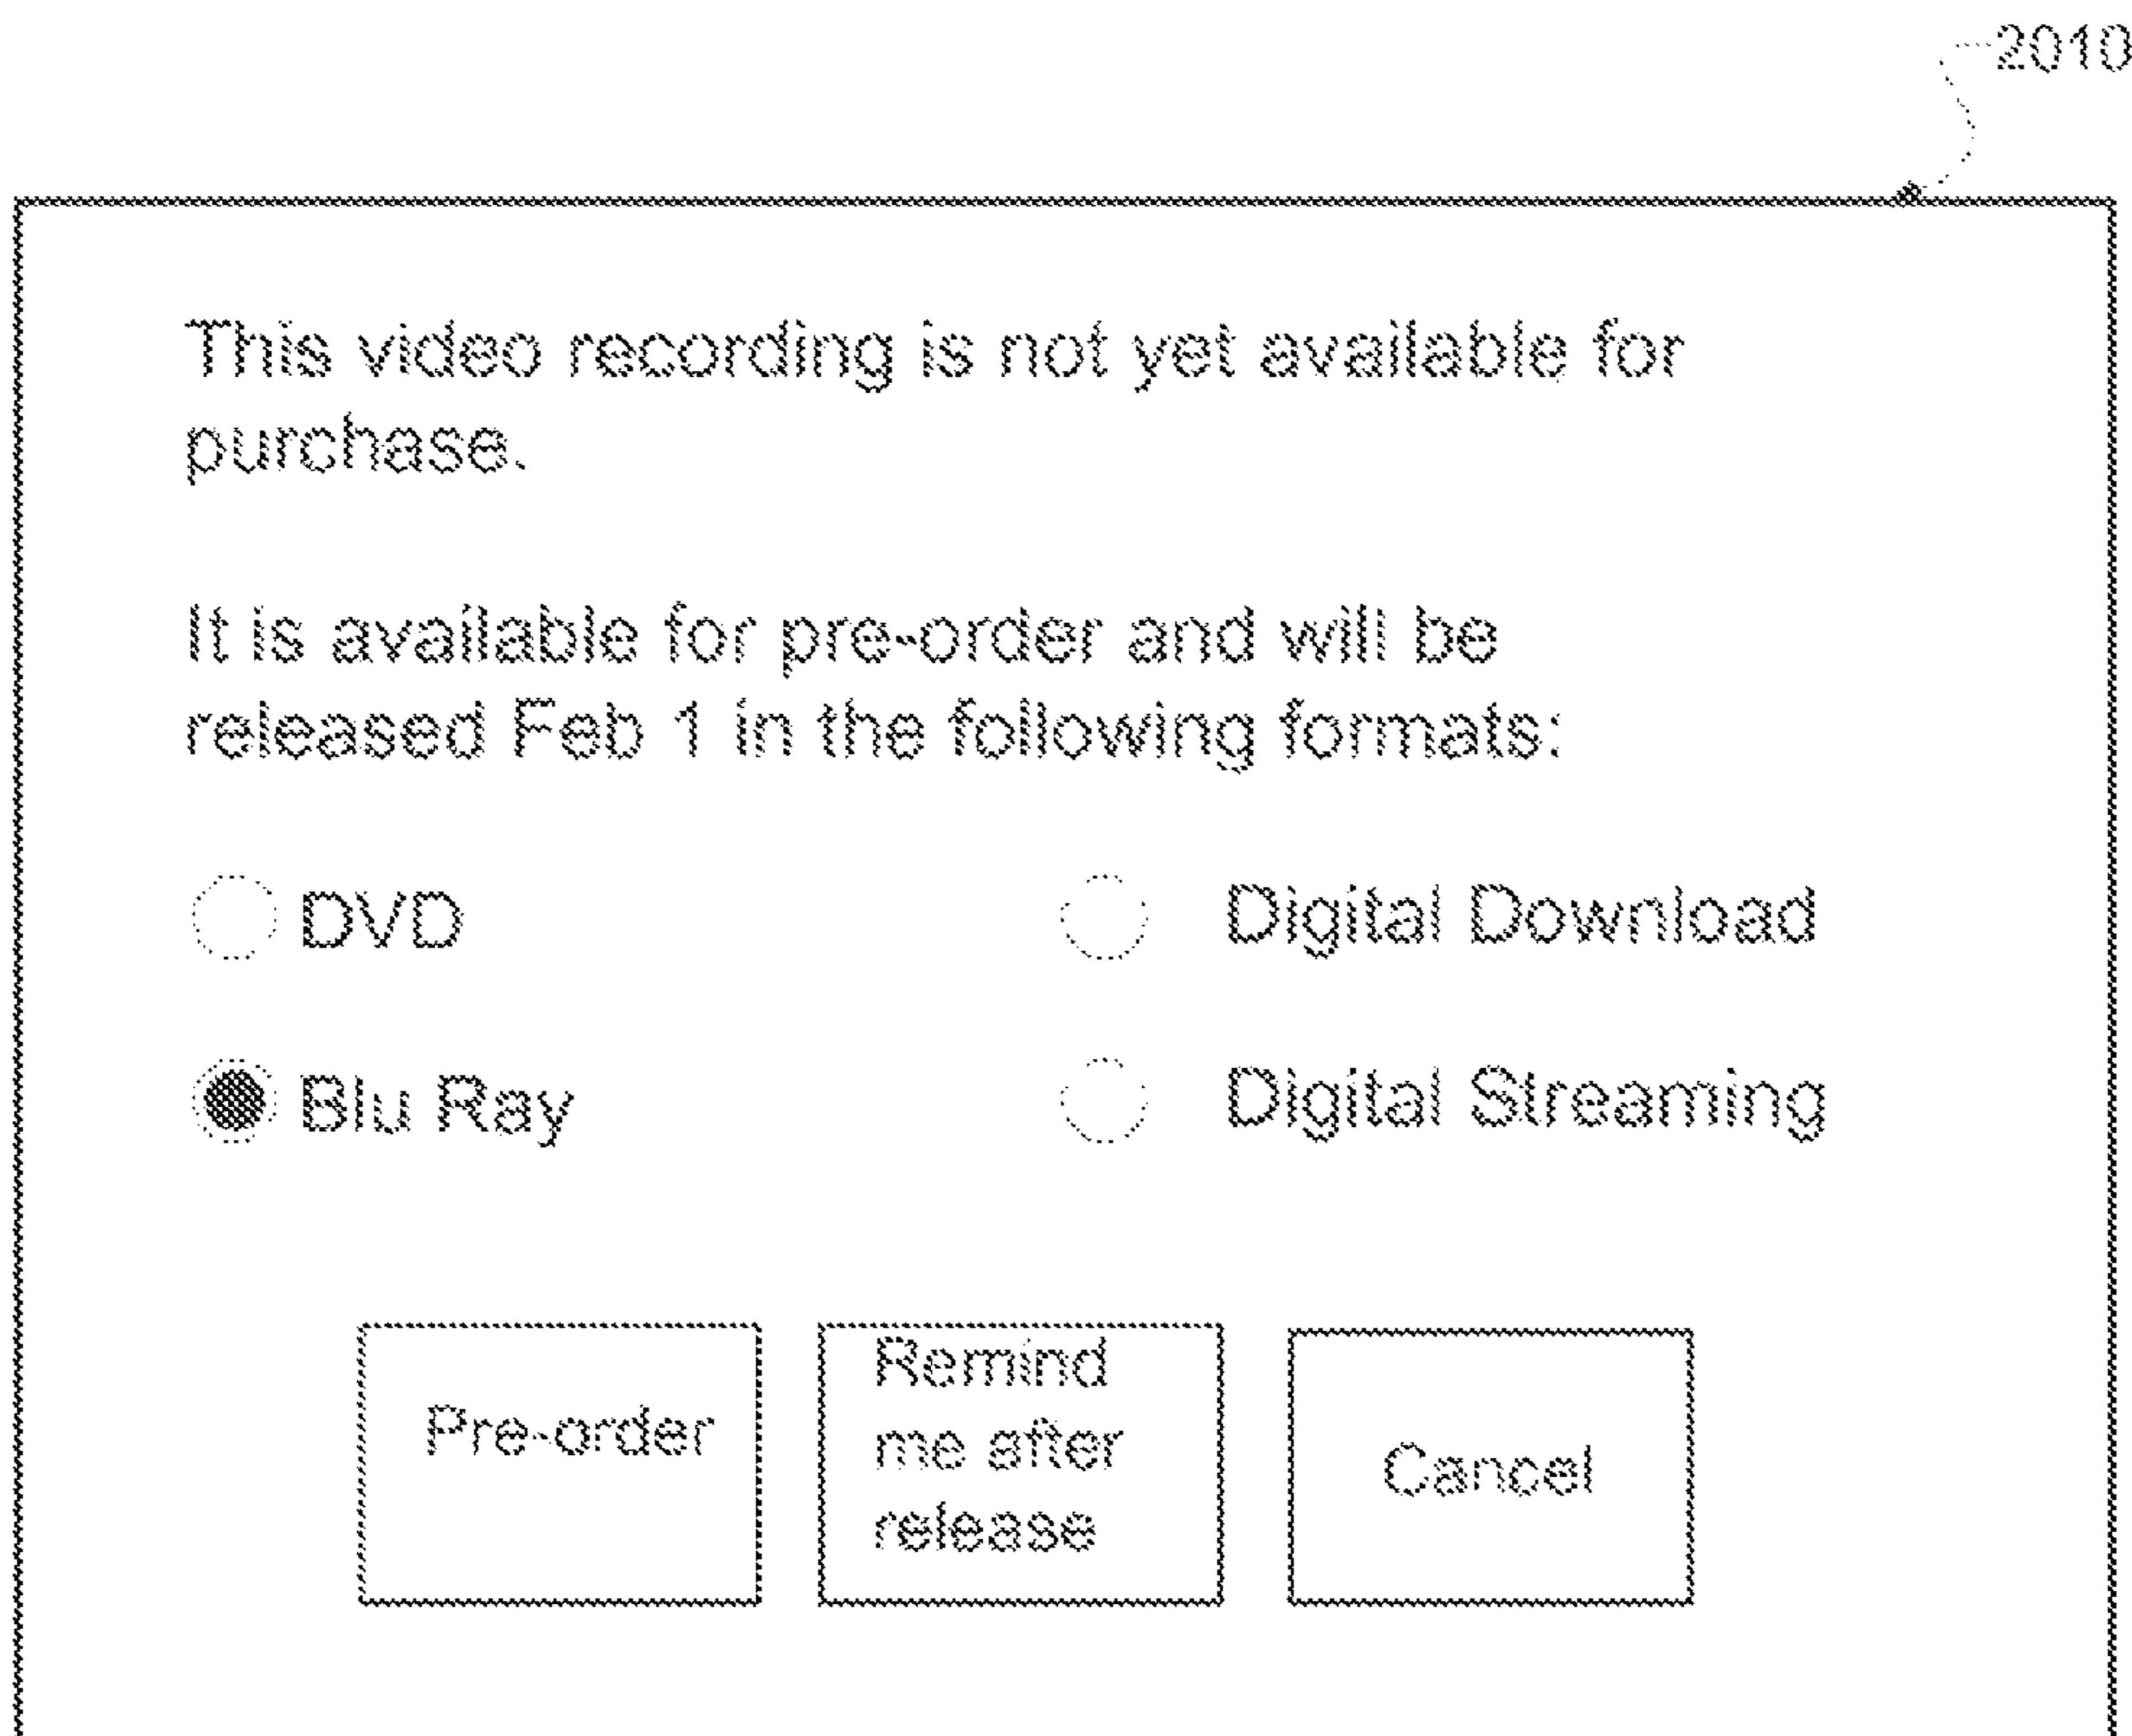 2010
This video recording is not yet available for
purchase.
It is available for pre-order and will be
released Feb 1 in the following formats:
DVD
Digital Download
Blu Ray
Digital Streaming
Pre-order
Remind
me after
release
Cancel